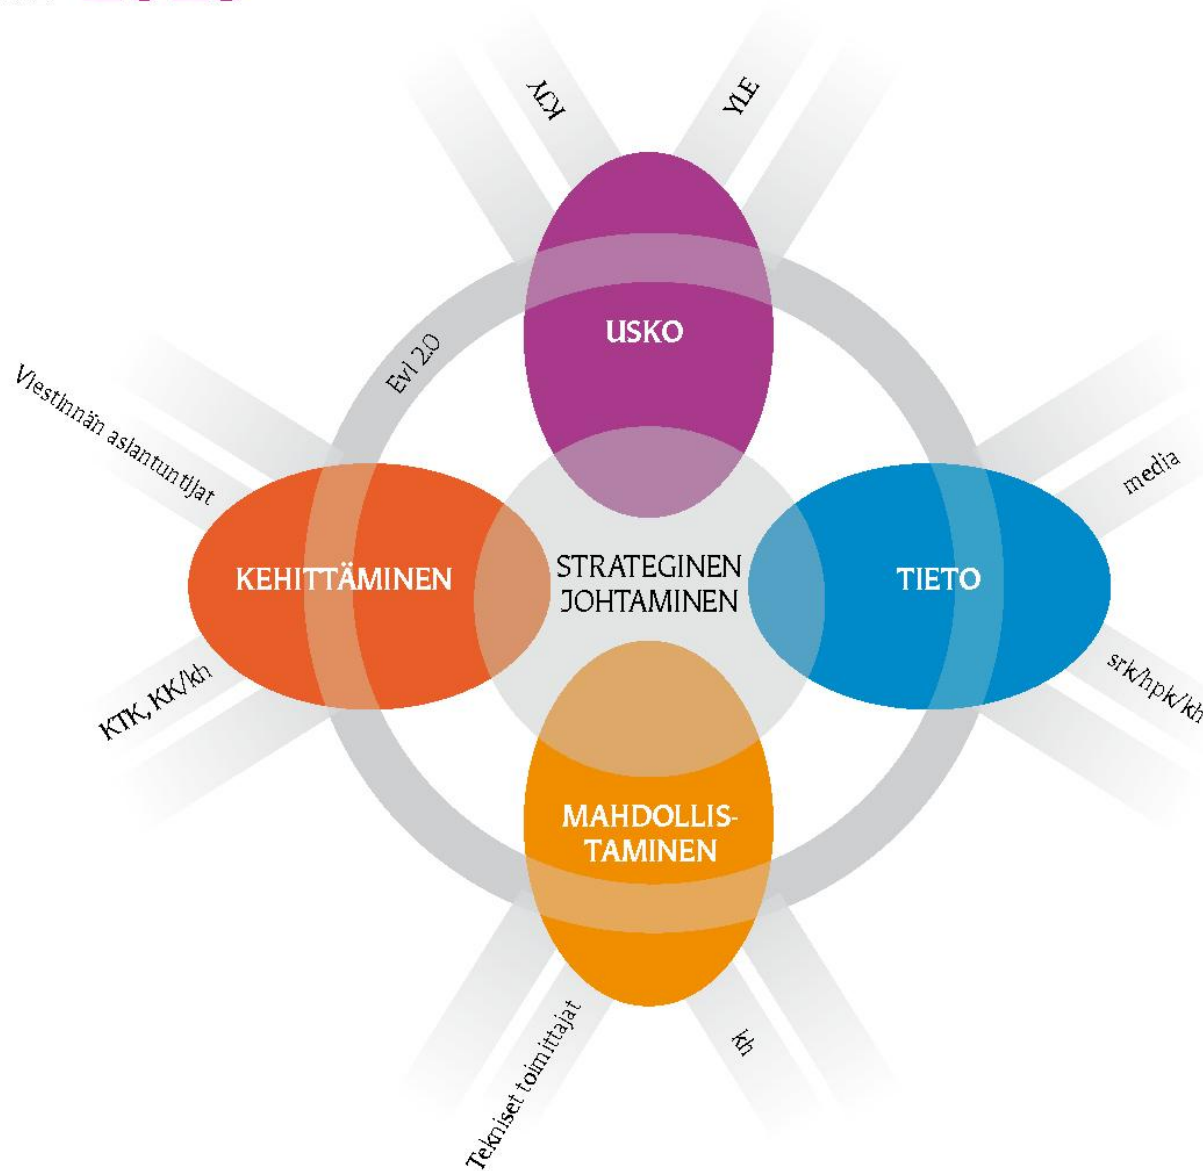 KJY
YLE
USKO
Evl 2.0
Viestinnän asiantuntijat
media
KEHITTÄMINEN
STRATEGINEN
JOHTAMINEN
TIETO
KTK, KK/kh
srk/hpk/kh
MAHDOLLIS-
TAMINEN
Tekniset toimittajat
kh